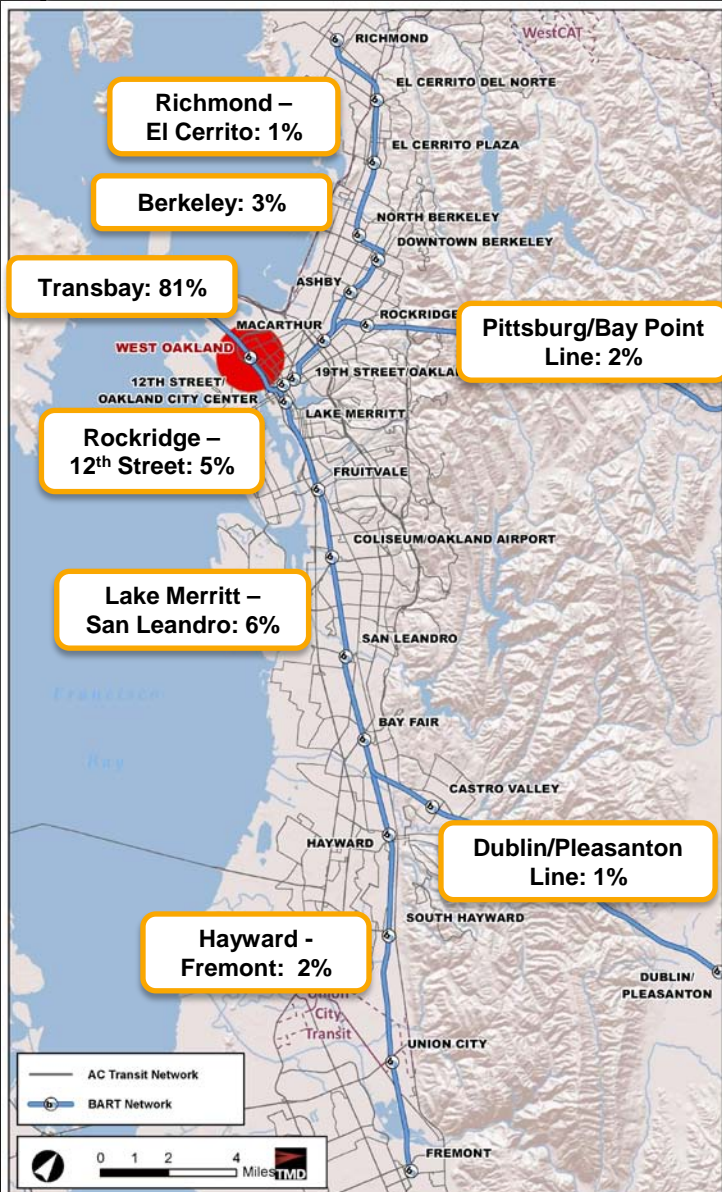 RICHMOND
WestCAT
EL CERRITO DEL NORTE
Richmond –
El Cerrito: 1%
EL CERRITO PLAZA
Berkeley: 3%
NORTH BERKELEY
DOWNTOWN BERKELEY
Transbay: 81%
ASHBY
ROCKRIDGE
MACARTHUR
Pittsburg/Bay Point
Line: 2%
WEST OAKLAND
19TH STREET/OAKL
12TH STREET/
OAKLAND CITY CENTER
LAKE MERRITT
Rockridge –
12th Street: 5%
FRUITVALE
COLISEUM/OAKLAND AIRPORT
Lake Merritt –
San Leandro: 6%
SAN LEANDRO
Francisco
Bay
BAY FAIR
CASTRO VALLEY
HAYWARD
Dublin/Pleasanton
Line: 1%
SOUTH HAYWARD
Hayward -
Fremont: 2%
DUBLIN/
PLEASANTON
Union
City
Transit
UNION CITY
AC Transit Network
BART Network
FREMONT
0 1 2 4
Miles
TMD